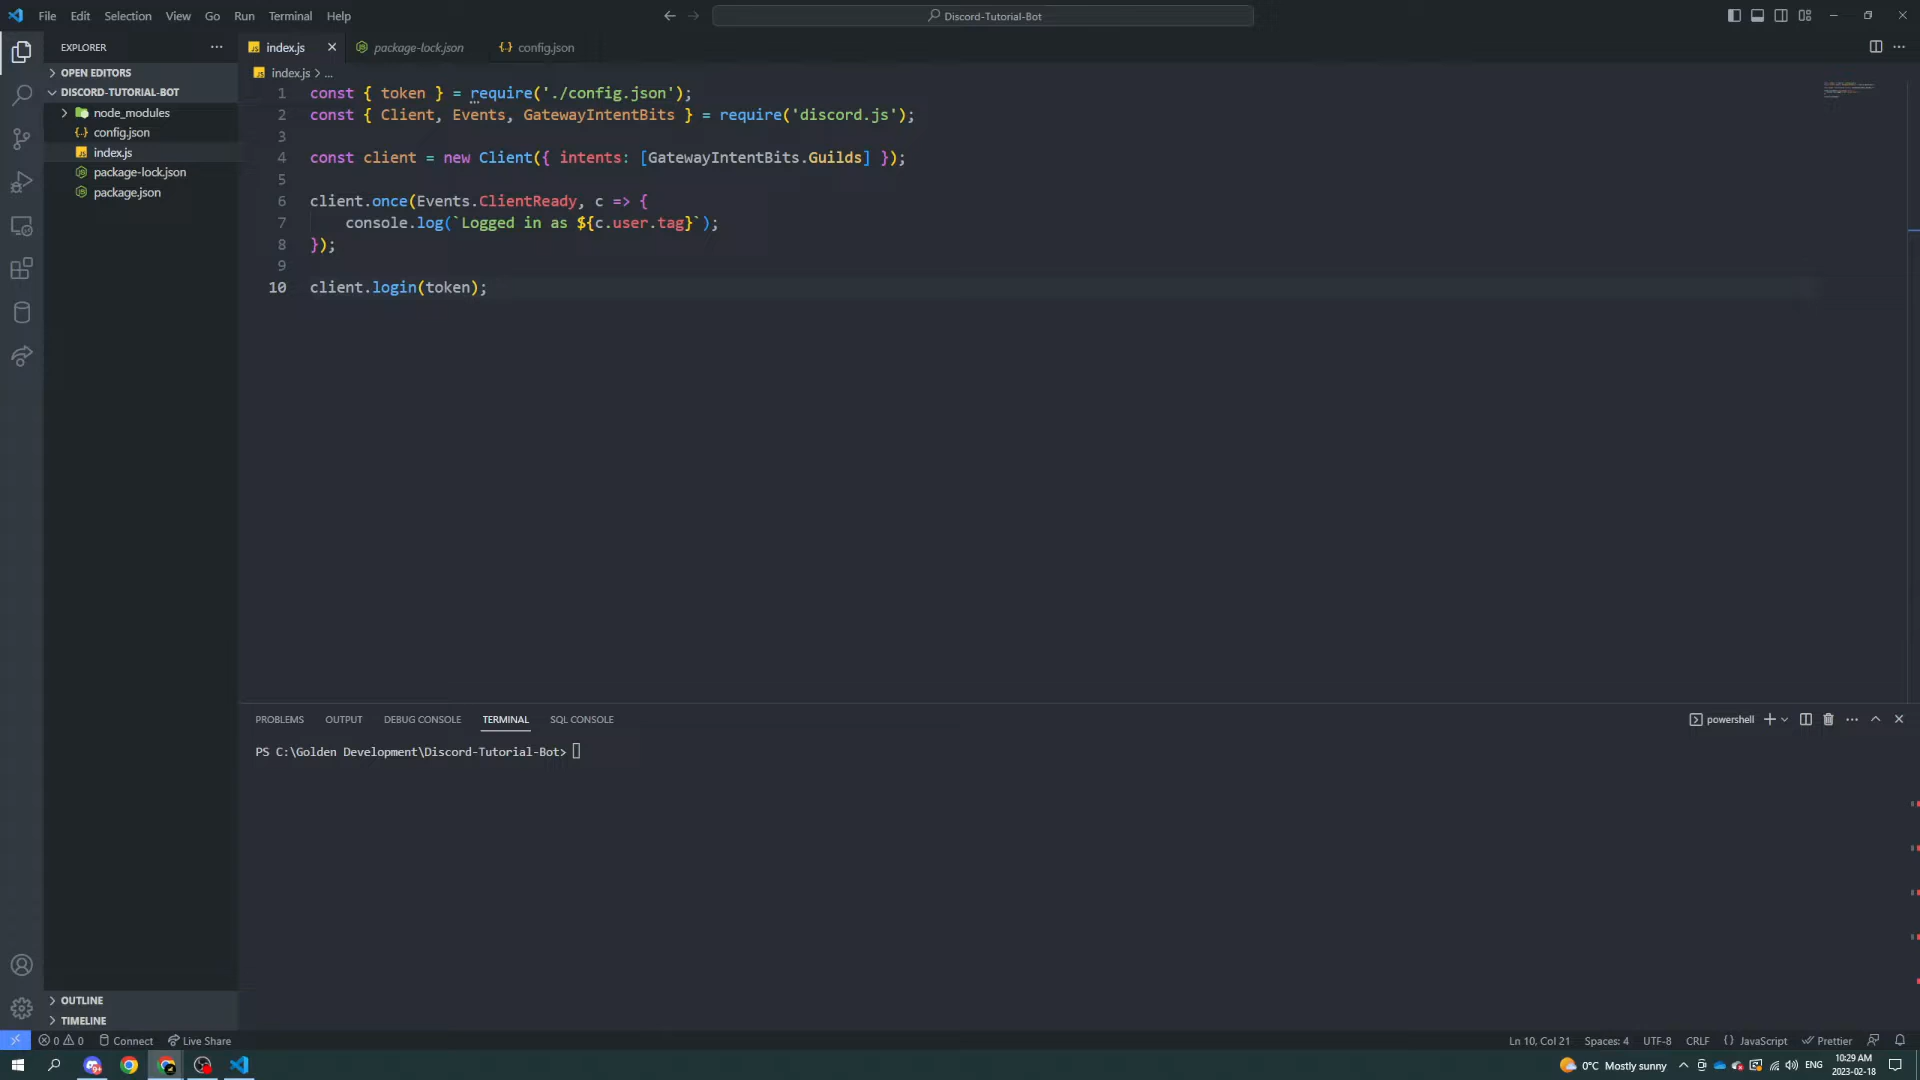 File Edit Selection View Go Run Terminal Help
Discord-Tutorial-Bot
EXPLORER
index.js
package-lock.json
config.json
OPEN EDITORS
DISCORD-TUTORIAL-BOT
node_modules
config.json
index.js
package-lock.json
package.json
index.js > ...
1 const { token } = require('./config.json');
2 const { Client, Events, GatewayIntentBits } = require('discord.js');
3
4 const client = new Client({ intents: [GatewayIntentBits.Guilds] });
5
6 client.once(Events.ClientReady, c => {
7 console.log(`Logged in as ${c.user.tag}`);
8 });
9
10 client.login(token);
PROBLEMS OUTPUT DEBUG CONSOLE TERMINAL SQL CONSOLE
powershell
PS C:\Golden Development\Discord-Tutorial-Bot>
OUTLINE
TIMELINE
0 0 Connect Live Share
Ln 10, Col 21 Spaces: 4 UTF-8 CRLF {} JavaScript Prettier
0°C Mostly sunny
ENG
10:29 AM
2023-02-18